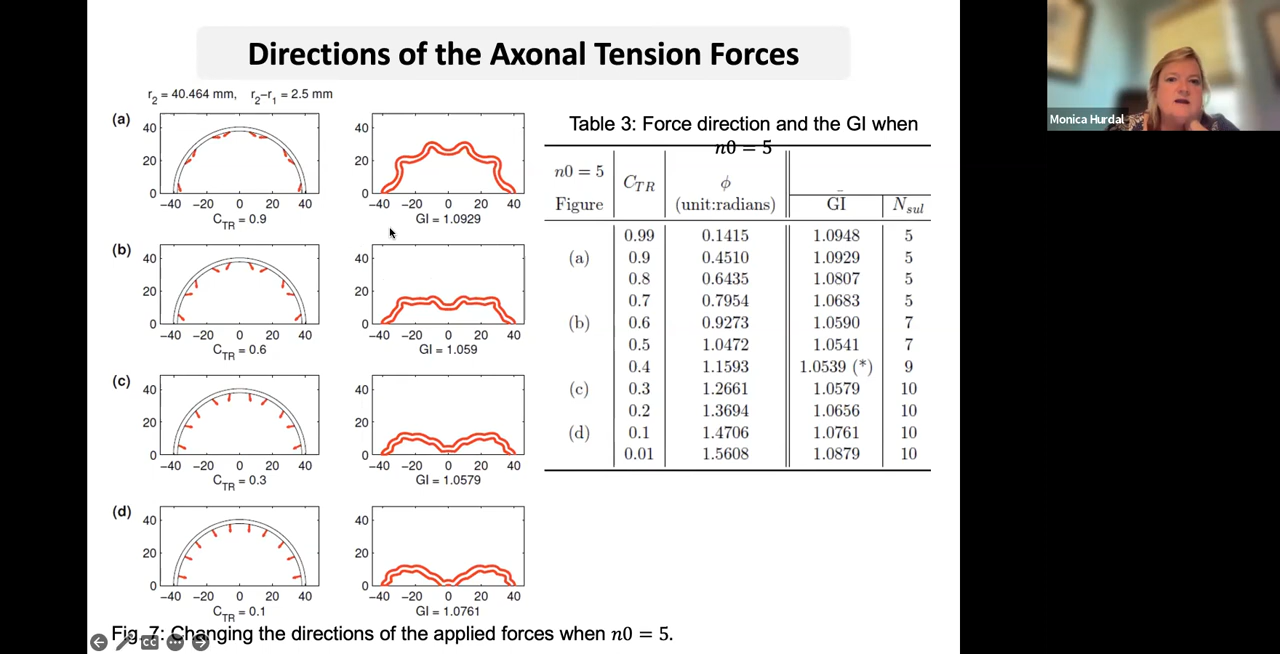 Directions of the Axonal Tension Forces
Monica Hurdal
r2 = 40.464 mm, r2−r1 = 2.5 mm
(a)
40
20
0
−40 −20 0 20 40
CTR = 0.9
40
20
0
−40 −20 0 20 40
GI = 1.0929
(b)
40
20
0
−40 −20 0 20 40
CTR = 0.6
40
20
0
−40 −20 0 20 40
GI = 1.059
(c)
40
20
0
−40 −20 0 20 40
CTR = 0.3
40
20
0
−40 −20 0 20 40
GI = 1.0579
(d)
40
20
0
−40 −20 0 20 40
CTR = 0.1
40
20
0
−40 −20 0 20 40
GI = 1.0761
Table 3: Force direction and the GI when
n0 = 5
n0 = 5 CTR ϕ
Figure (unit:radians) GI Nsul
0.99 0.1415 1.0948 5
(a) 0.9 0.4510 1.0929 5
0.8 0.6435 1.0807 5
0.7 0.7954 1.0683 5
(b) 0.6 0.9273 1.0590 7
0.5 1.0472 1.0541 7
0.4 1.1593 1.0539 (*) 9
(c) 0.3 1.2661 1.0579 10
0.2 1.3694 1.0656 10
(d) 0.1 1.4706 1.0761 10
0.01 1.5608 1.0879 10
Fig. 7: Changing the directions of the applied forces when n0 = 5.
CC